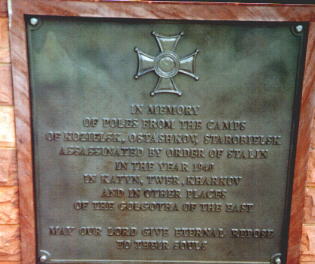 IN MEMORY
OF POLES FROM THE CAMPS
OF KOZIELSK, OSTASHKOV, STAROBIELSK
ASSASSINATED BY ORDER OF STALIN
IN THE YEAR 1940
IN KATYN, TWER, KHARKOV
AND IN OTHER PLACES
OF THE GOLGOTHA OF THE EAST
MAY OUR LORD GIVE ETERNAL REPOSE
TO THEIR SOULS